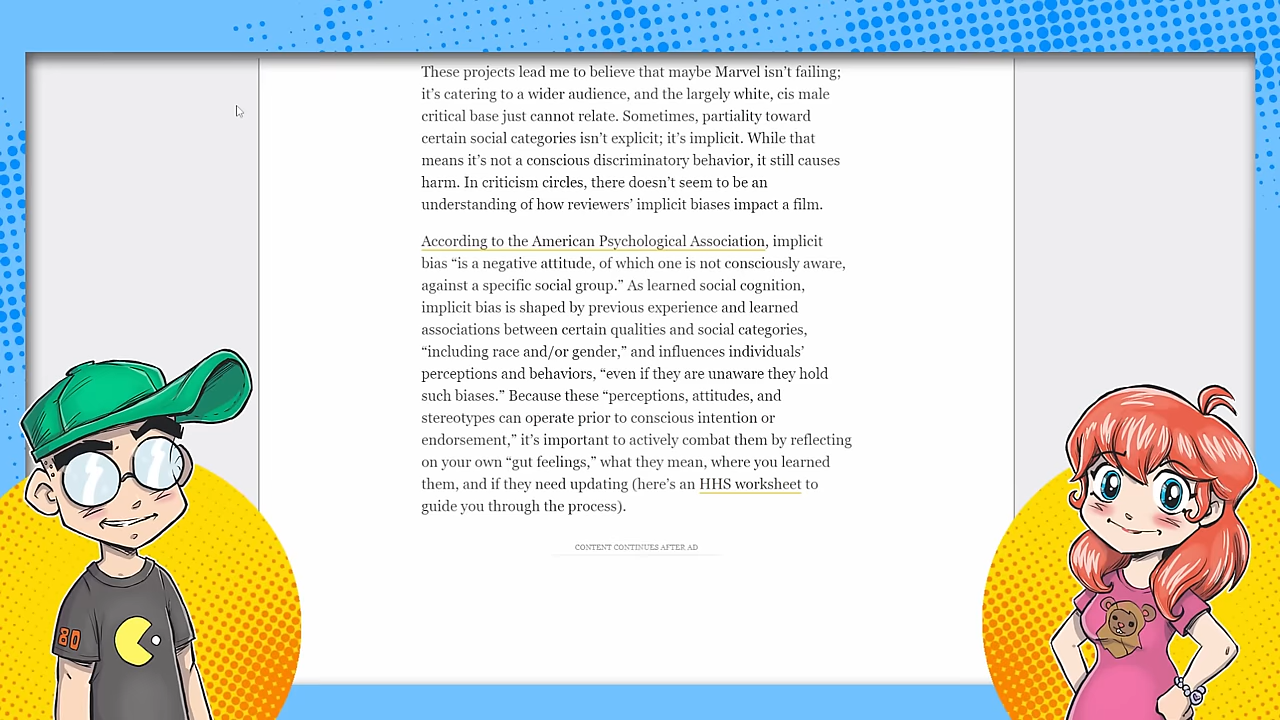 These projects lead me to believe that maybe Marvel isn’t failing;
it’s catering to a wider audience, and the largely white, cis male
critical base just cannot relate. Sometimes, partiality toward
certain social categories isn’t explicit; it’s implicit. While that
means it’s not a conscious discriminatory behavior, it still causes
harm. In criticism circles, there doesn’t seem to be an
understanding of how reviewers’ implicit biases impact a film.
According to the American Psychological Association, implicit
bias “is a negative attitude, of which one is not consciously aware,
against a specific social group.” As learned social cognition,
implicit bias is shaped by previous experience and learned
associations between certain qualities and social categories,
“including race and/or gender,” and influences individuals’
perceptions and behaviors, “even if they are unaware they hold
such biases.” Because these “perceptions, attitudes, and
stereotypes can operate prior to conscious intention or
endorsement,” it’s important to actively combat them by reflecting
on your own “gut feelings,” what they mean, where you learned
them, and if they need updating (here’s an HHS worksheet to
guide you through the process).
CONTENT CONTINUES AFTER AD
80